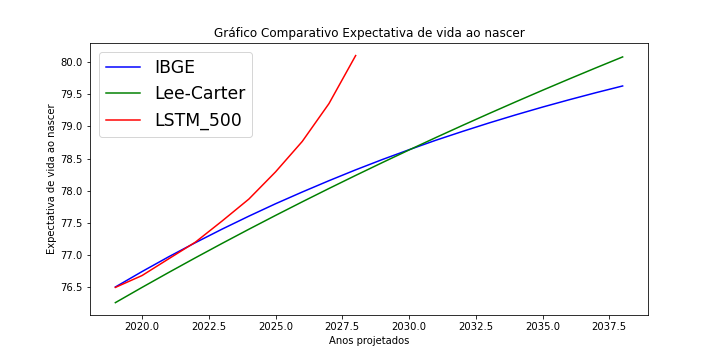 Gráfico Comparativo Expectativa de vida ao nascer
IBGE
Lee-Carter
LSTM_500
Expectativa de vida ao nascer
80.0
79.5
79.0
78.5
78.0
77.5
77.0
76.5
2020.0 2022.5 2025.0 2027.5 2030.0 2032.5 2035.0 2037.5
Anos projetados